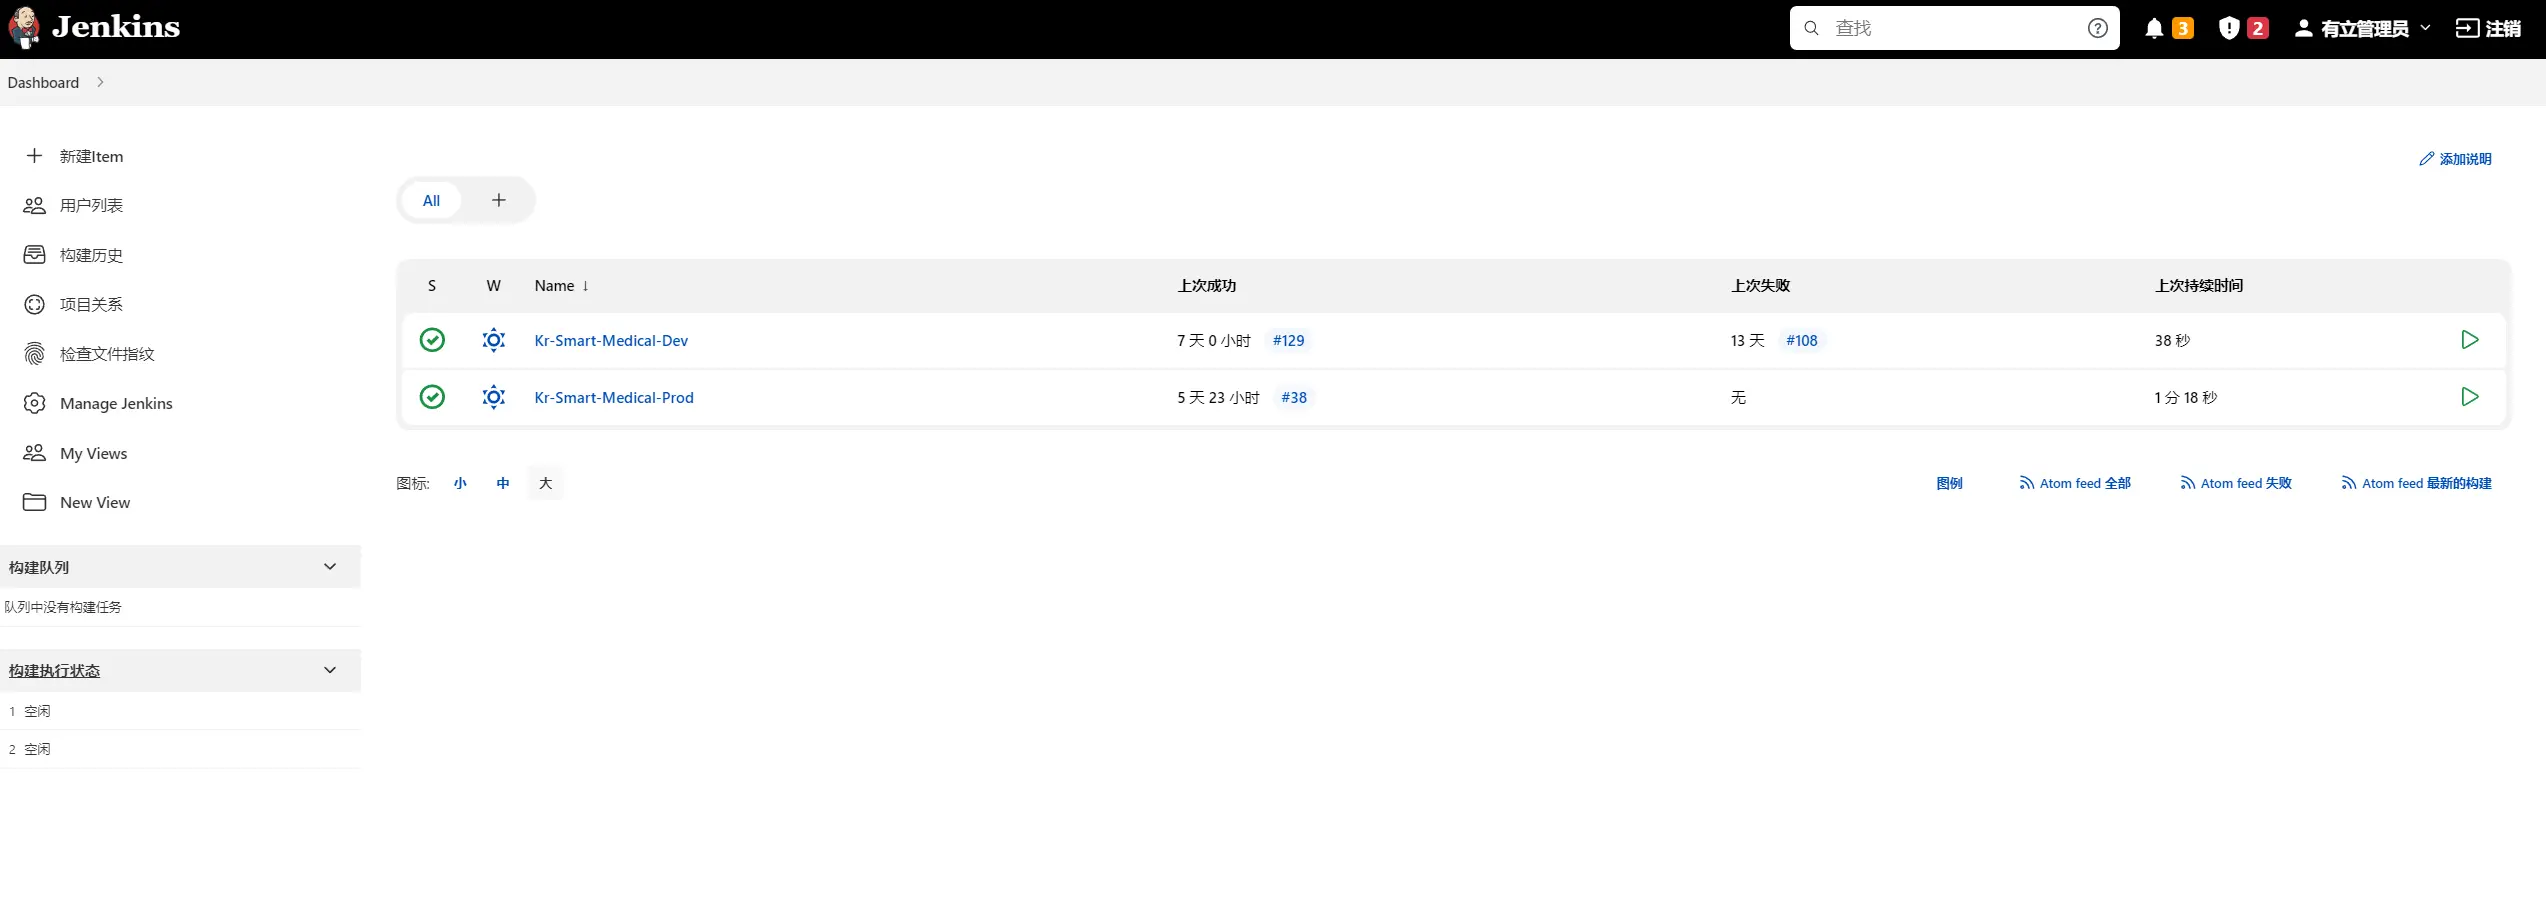 Jenkins
查找
3
2
有立管理员
注销
Dashboard
新建Item
用户列表
构建历史
项目关系
检查文件指纹
Manage Jenkins
My Views
New View
构建队列
队列中没有构建任务
构建执行状态
1 空闲
2 空闲
添加说明
All
S W Name ↓ 上次成功 上次失败 上次持续时间
Kr-Smart-Medical-Dev 7 天 0 小时 #129 13 天 #108 38 秒
Kr-Smart-Medical-Prod 5 天 23 小时 #38 无 1 分 18 秒
图标: 小 中 大
图例 Atom feed 全部 Atom feed 失败 Atom feed 最新的构建